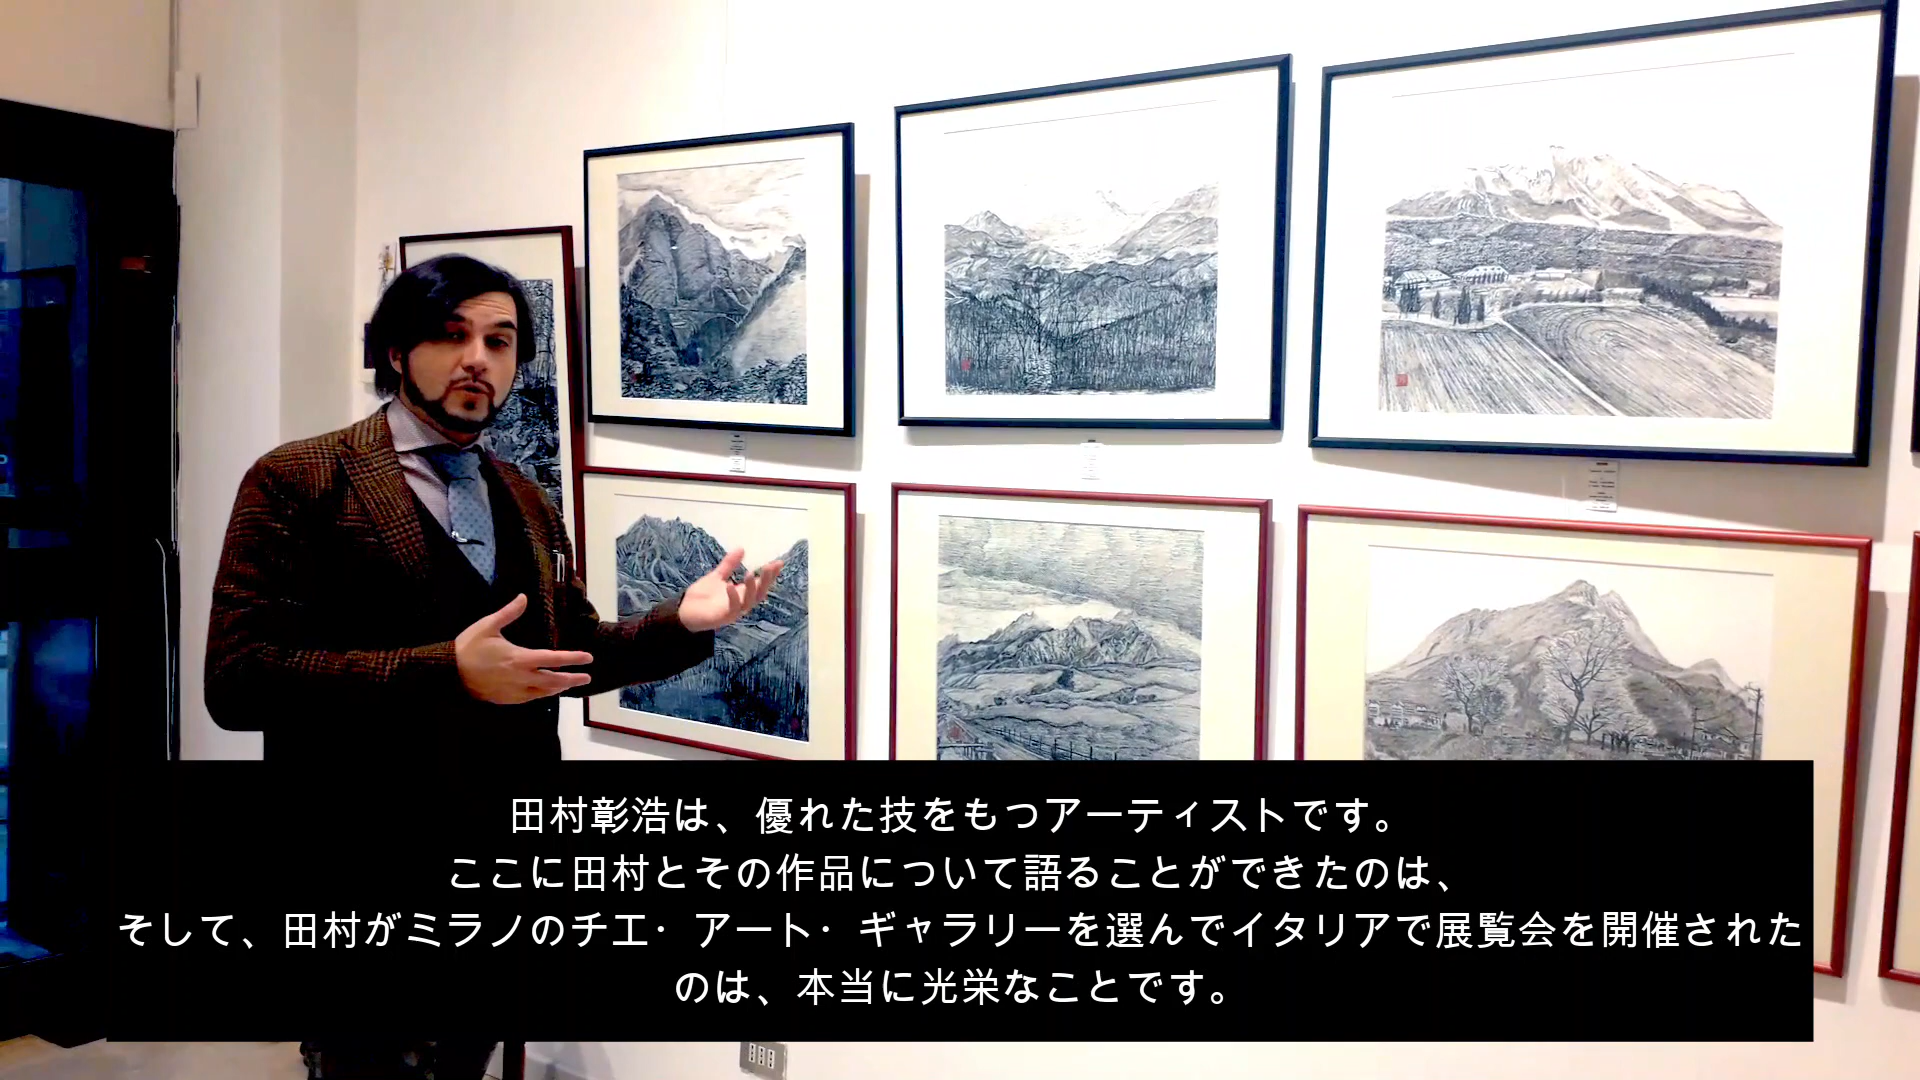 田村彰浩は、優れた技をもつアーティストです。
ここに田村とその作品について語ることができたのは、
そして、田村がミラノのチエ・アート・ギャラリーを選んでイタリアで展覧会を開催された
のは、本当に光栄なことです。